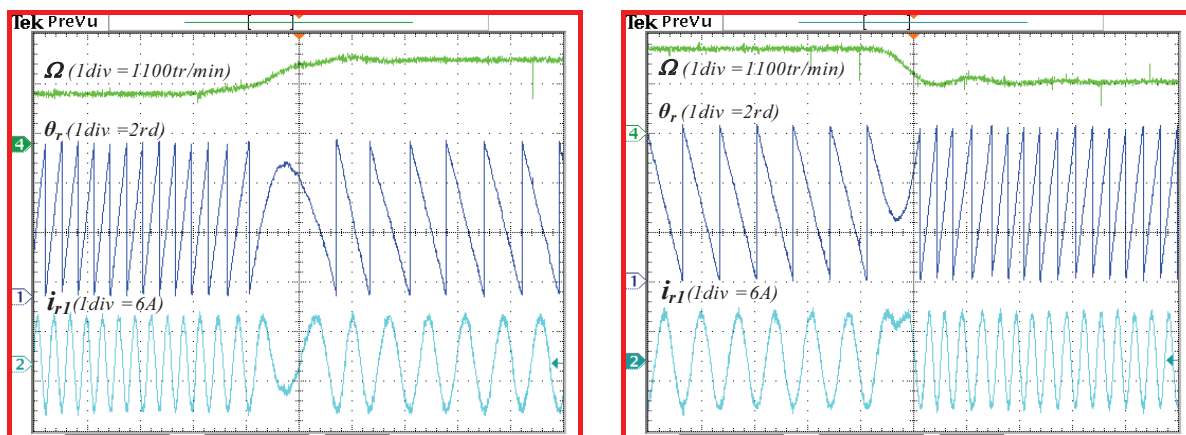 Tek PreVu
Ω (1div =1100tr/min)
θr (1div =2rd)
4
1
ir1 (1div =6A)
2
Tek PreVu
Ω (1div =1100tr/min)
θr (1div =2rd)
4
1
ir1 (1div =6A)
2